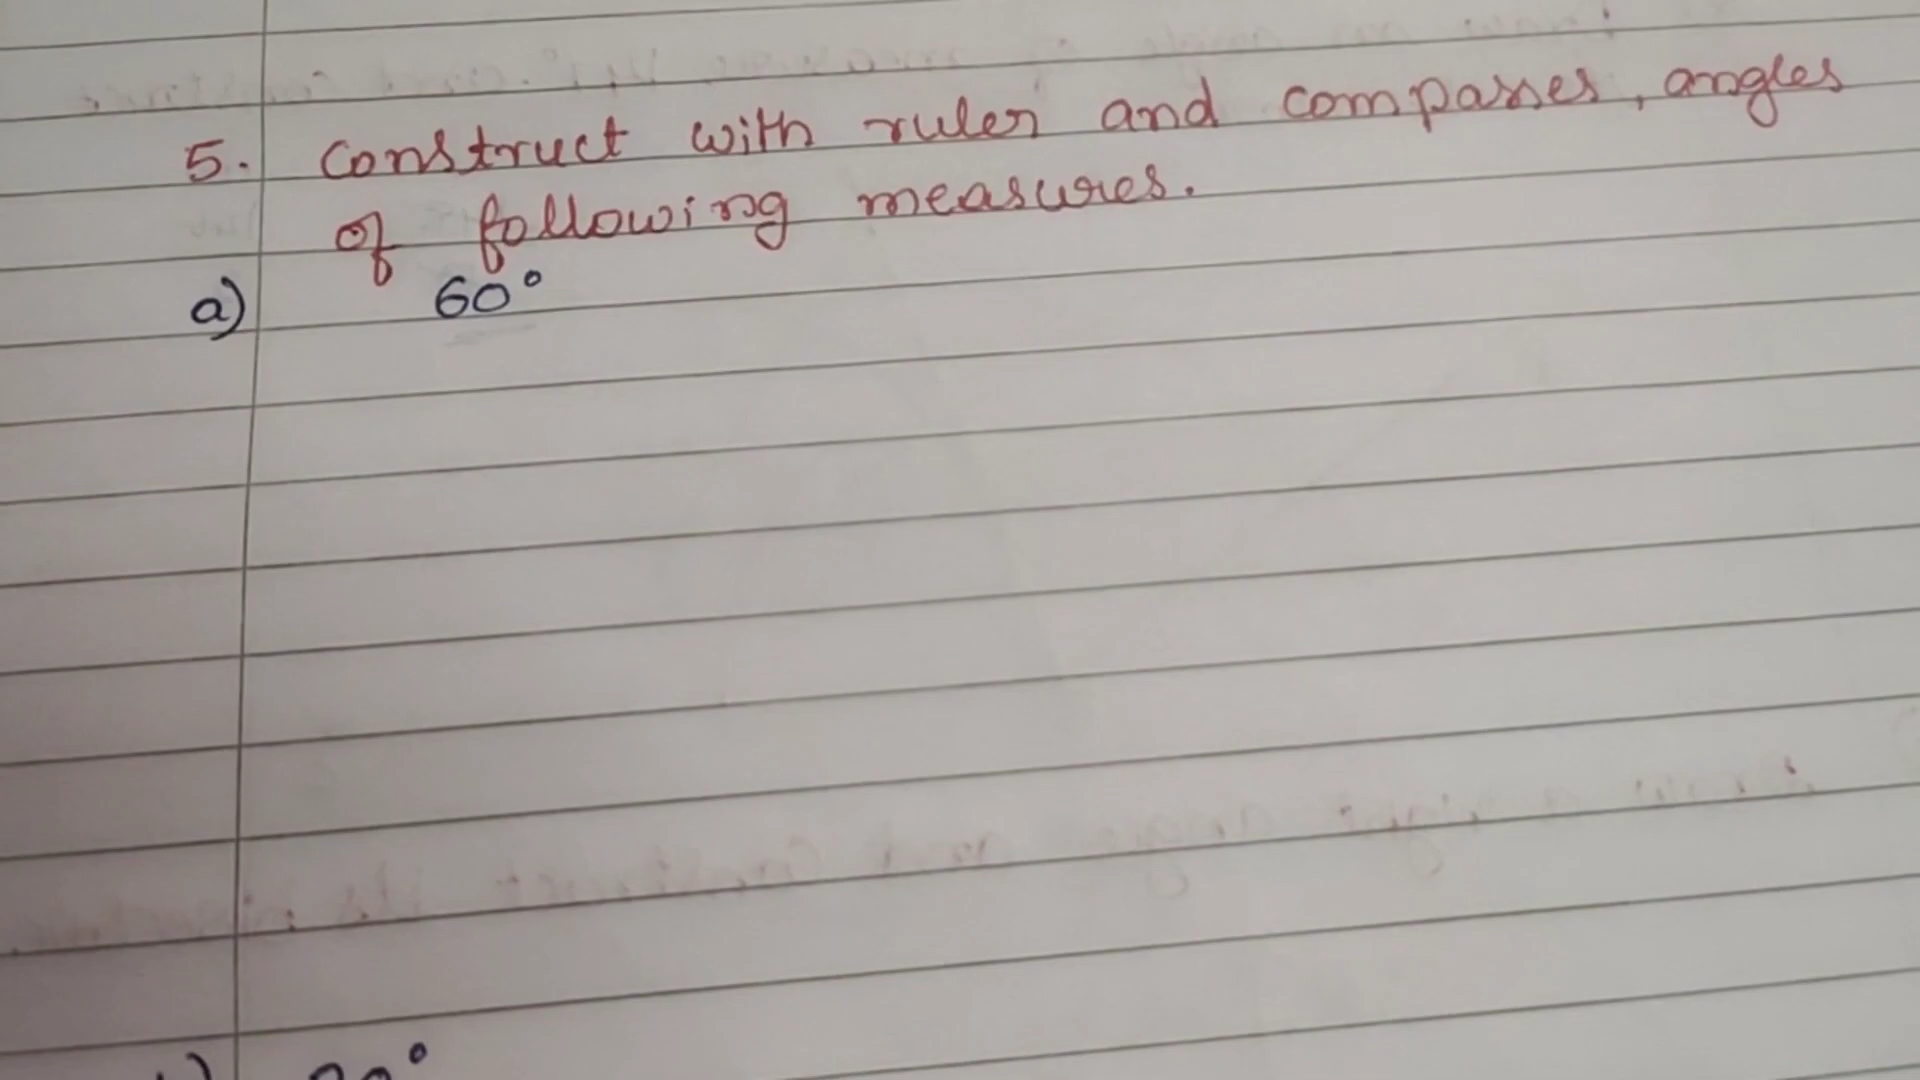 5. Construct with ruler and compasses, angles
of following measures.
a) 60°